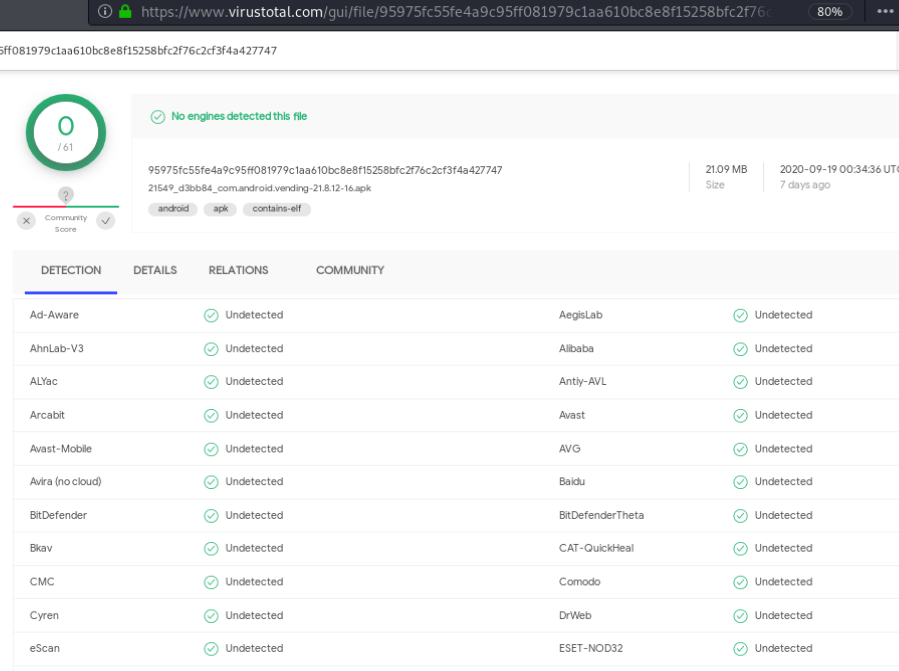 https://www.virustotal.com/gui/file/95975fc55fe4a9c95ff081979c1aa610bc8e8f15258bfc2f76c 80%
5ff081979c1aa610bc8e8f15258bfc2f76c2cf3f4a427747
0
/ 61
No engines detected this file
95975fc55fe4a9c95ff081979c1aa610bc8e8f15258bfc2f76c2cf3f4a427747
21549_d3bb84_com.android.vending-21.8.12-16.apk
android apk contains-elf
21.09 MB
Size
2020-09-19 00:34:36 UTC
7 days ago
?
Community
Score
DETECTION DETAILS RELATIONS COMMUNITY
Ad-Aware Undetected AegisLab Undetected
AhnLab-V3 Undetected Alibaba Undetected
ALYac Undetected Antiy-AVL Undetected
Arcabit Undetected Avast Undetected
Avast-Mobile Undetected AVG Undetected
Avira (no cloud) Undetected Baidu Undetected
BitDefender Undetected BitDefenderTheta Undetected
Bkav Undetected CAT-QuickHeal Undetected
CMC Undetected Comodo Undetected
Cyren Undetected DrWeb Undetected
eScan Undetected ESET-NOD32 Undetected